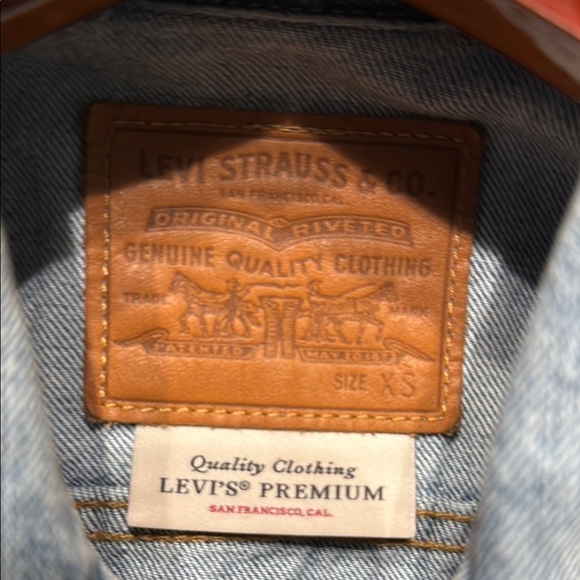 LEVI STRAUSS & CO.
SAN FRANCISCO, CAL.
ORIGINAL® RIVETED
GENUINE QUALITY CLOTHING
TRADE MARK
PATENTED MAY 20 1873
SIZE XS
Quality Clothing
LEVI'S® PREMIUM
SAN FRANCISCO, CAL.